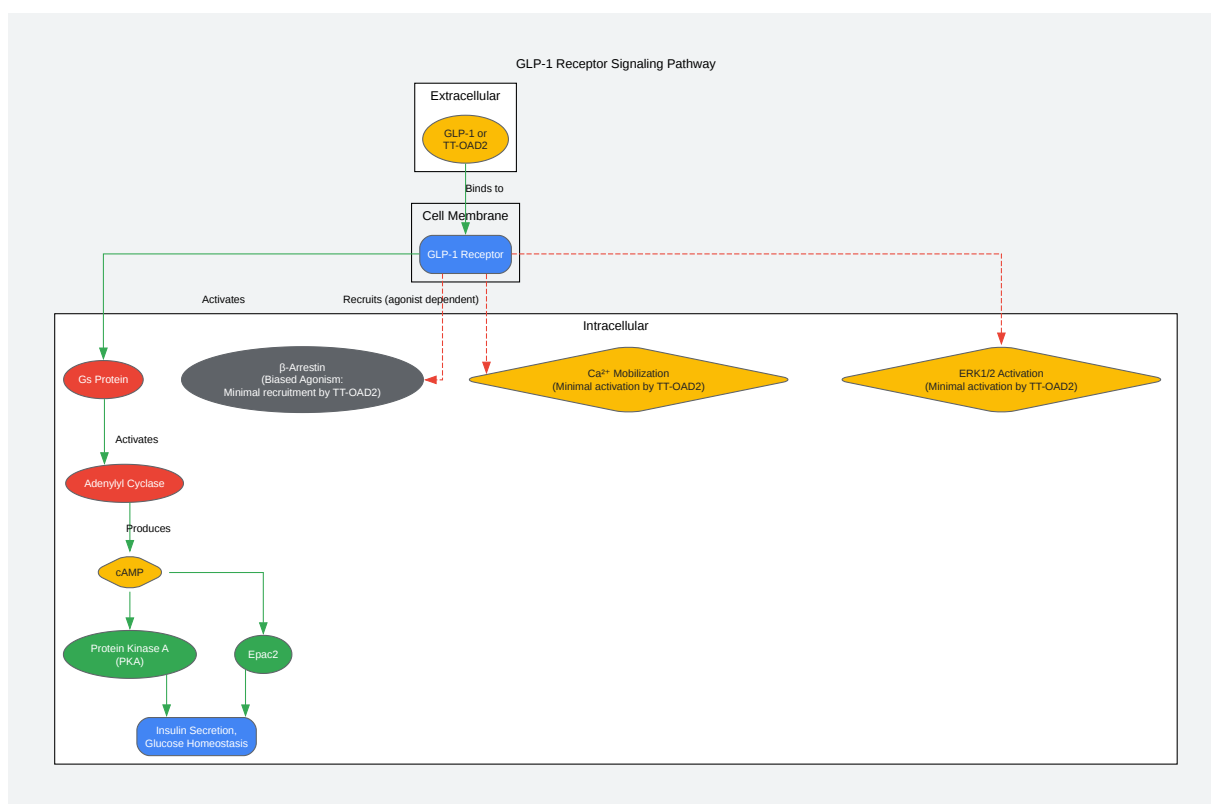 GLP-1 Receptor Signaling Pathway
Extracellular
GLP-1 or
TT-OAD2
Binds to
Cell Membrane
GLP-1 Receptor
Activates
Recruits (agonist dependent)
Intracellular
Gs Protein
β-Arrestin
(Biased Agonism:
Minimal recruitment by TT-OAD2)
Ca²⁺ Mobilization
(Minimal activation by TT-OAD2)
ERK1/2 Activation
(Minimal activation by TT-OAD2)
Activates
Adenylyl Cyclase
Produces
cAMP
Protein Kinase A
(PKA)
Epac2
Insulin Secretion,
Glucose Homeostasis